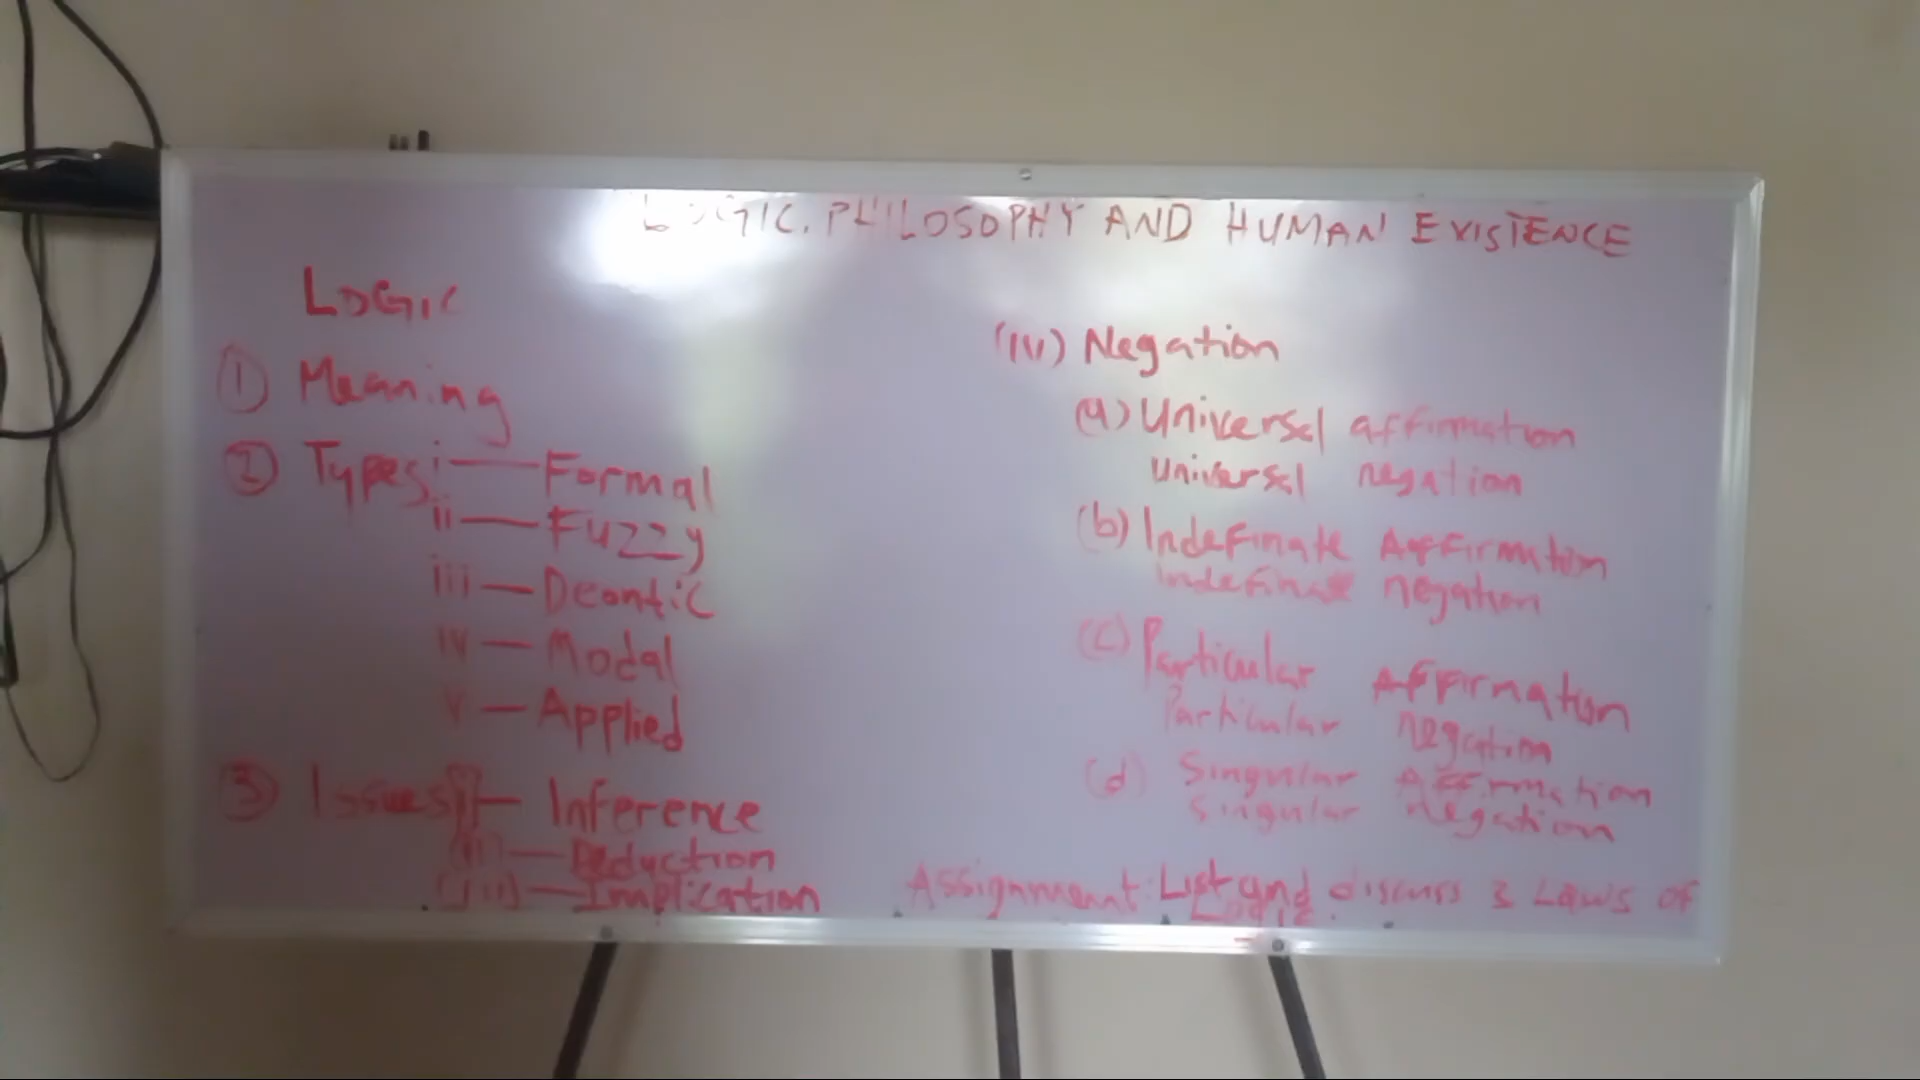 LOGIC, PHILOSOPHY AND HUMAN EXISTENCE
LOGIC
① Meaning
② Types i — Formal
ii — Fuzzy
iii — Deontic
iv — Modal
v — Applied
③ Issues i — Inference
(ii) — Deduction
(iii) — Implication
(iv) Negation
(a) Universal affirmation
Universal negation
(b) Indefinate Affirmation
Indefinate negation
(c) Particular Affirmation
Particular negation
(d) Singular Affirmation
Singular negation
Assignment: List and discuss 3 Laws of
Logic.